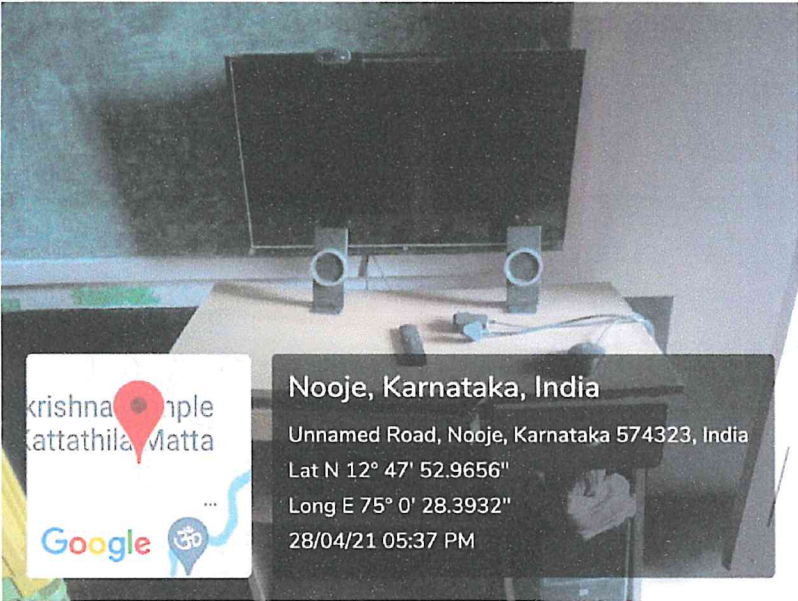 krishna
mple
Kattathila Matta
Google
ॐ
Nooje, Karnataka, India
Unnamed Road, Nooje, Karnataka 574323, India
Lat N 12° 47' 52.9656"
Long E 75° 0' 28.3932"
28/04/21 05:37 PM